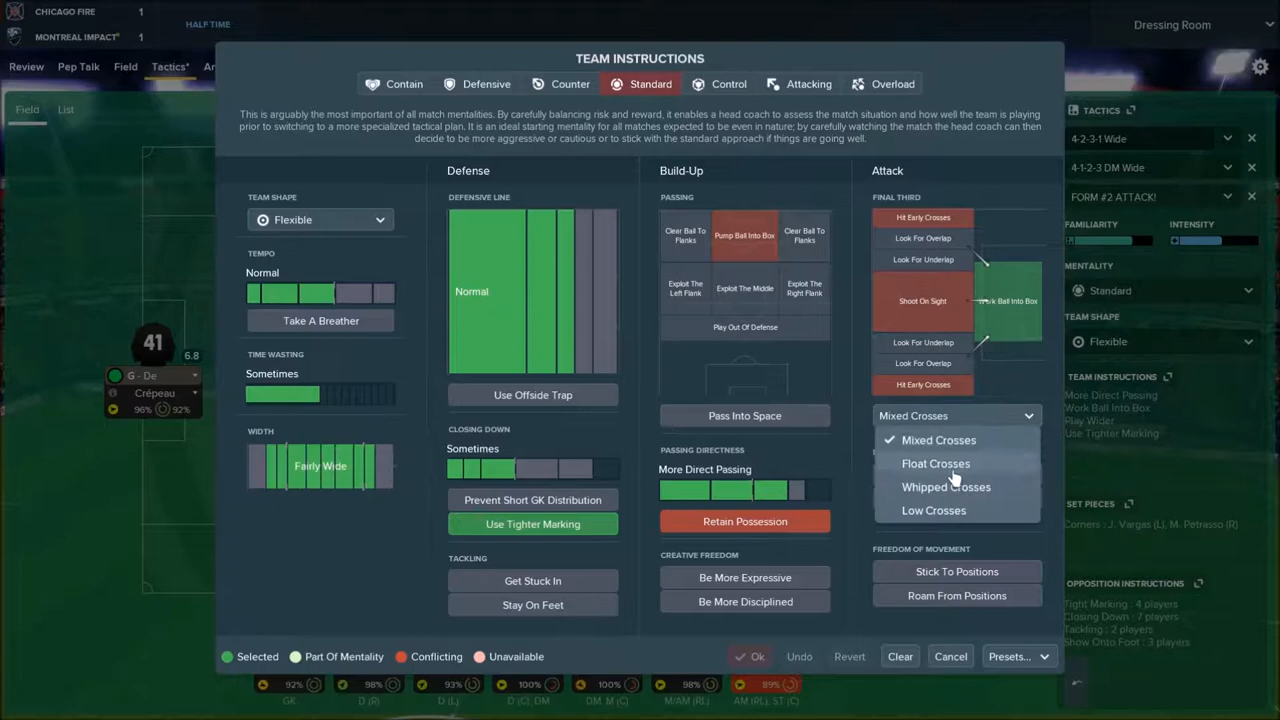 CHICAGO FIRE 1
MONTREAL IMPACT 1
HALF TIME
Dressing Room
Review Pep Talk Field Tactics*
Field List
TEAM INSTRUCTIONS
Contain Defensive Counter Standard Control Attacking Overload
This is arguably the most important of all match mentalities. By carefully balancing risk and reward, it enables a head coach to assess the match situation and how well the team is playing
prior to switching to a more specialized tactical plan. It is an ideal starting mentality for all matches expected to be even in nature; by carefully watching the match the head coach can then
decide to be more aggressive or cautious or to stick with the standard approach if things are going well.
TEAM SHAPE
Flexible
TEMPO
Normal
Take A Breather
TIME WASTING
Sometimes
WIDTH
Fairly Wide
Defense
DEFENSIVE LINE
Normal
Use Offside Trap
CLOSING DOWN
Sometimes
Prevent Short GK Distribution
Use Tighter Marking
TACKLING
Get Stuck In
Stay On Feet
Build-Up
PASSING
Clear Ball To Flanks
Pump Ball Into Box
Clear Ball To Flanks
Exploit The Left Flank
Exploit The Middle
Exploit The Right Flank
Play Out Of Defense
Pass Into Space
PASSING DIRECTNESS
More Direct Passing
Retain Possession
CREATIVE FREEDOM
Be More Expressive
Be More Disciplined
Attack
FINAL THIRD
Hit Early Crosses
Look For Overlap
Look For Underlap
Shoot On Sight
Work Ball Into Box
Look For Underlap
Look For Overlap
Hit Early Crosses
Mixed Crosses
Mixed Crosses
Float Crosses
Whipped Crosses
Low Crosses
FREEDOM OF MOVEMENT
Stick To Positions
Roam From Positions
Selected Part Of Mentality Conflicting Unavailable
Ok Undo Revert Clear Cancel Presets...
41
6.8
G - De
Crépeau
96% 92%
TACTICS
4-2-3-1 Wide
4-1-2-3 DM Wide
FORM #2 ATTACK!
FAMILIARITY INTENSITY
MENTALITY
Standard
TEAM SHAPE
Flexible
TEAM INSTRUCTIONS
More Direct Passing
Work Ball Into Box
Play Wider
Use Tighter Marking
SET PIECES
Corners : J. Vargas (L), M. Petrasso (R)
OPPOSITION INSTRUCTIONS
Tight Marking : 4 players
Closing Down : 7 players
Tackling : 2 players
Show Onto Foot : 3 players
92% 98% 93% 100% 100% 98% 89%
GK D (R) D (L) D (C), DM DM, M (C) M/AM (RL) AM (RL), ST (C)